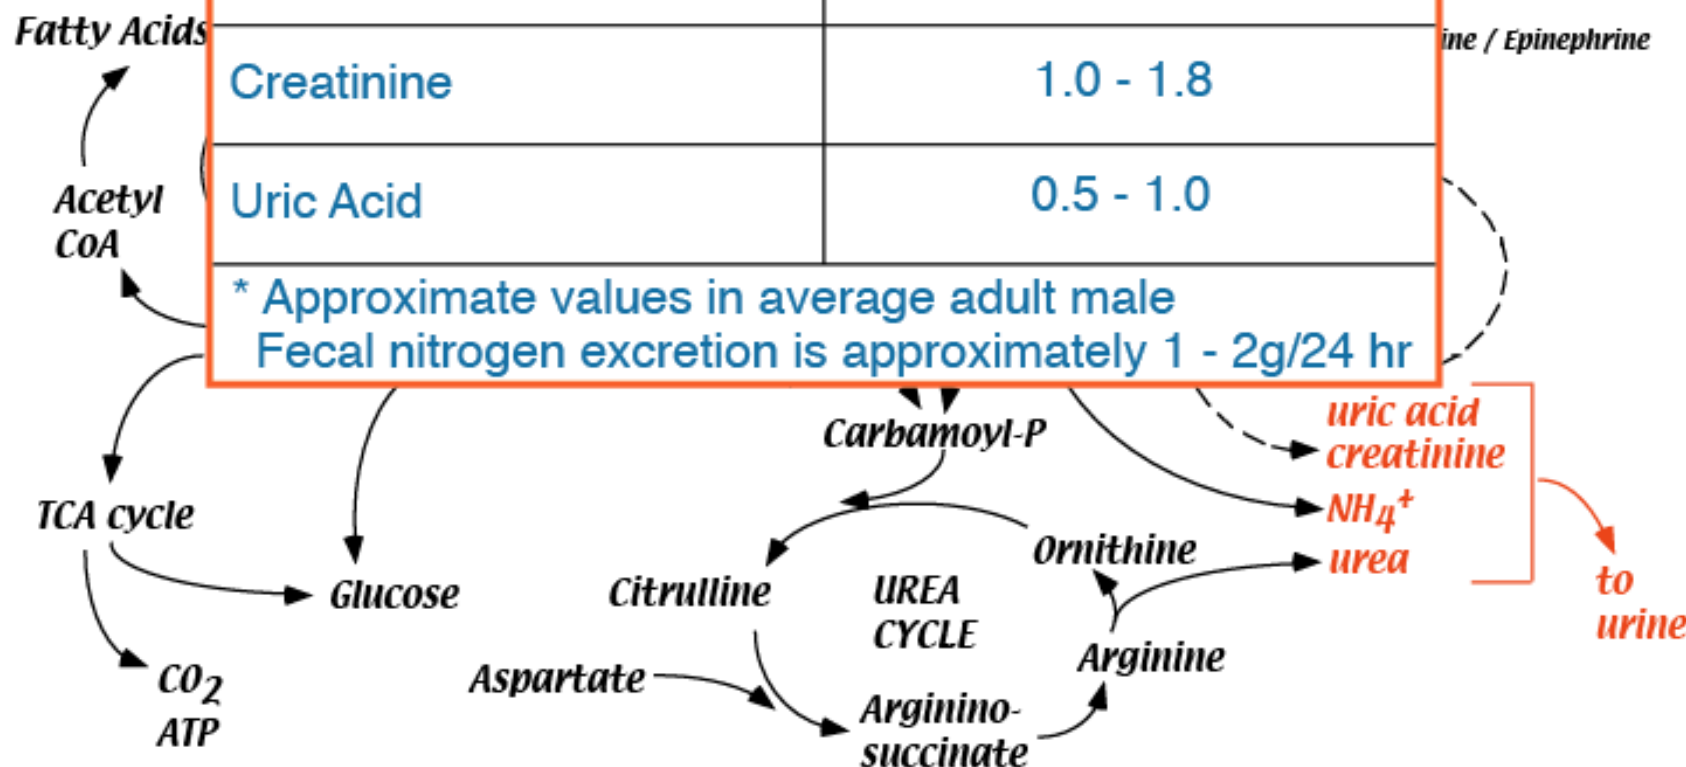 Fatty Acids
ine / Epinephrine
Creatinine 1.0 - 1.8
Uric Acid 0.5 - 1.0
Acetyl
CoA
* Approximate values in average adult male
Fecal nitrogen excretion is approximately 1 - 2g/24 hr
Carbamoyl-P
uric acid
creatinine
NH4+
urea
to
urine
TCA cycle
Glucose
CO2
ATP
Citrulline
UREA
CYCLE
Ornithine
Aspartate
Arginine
Arginino-
succinate